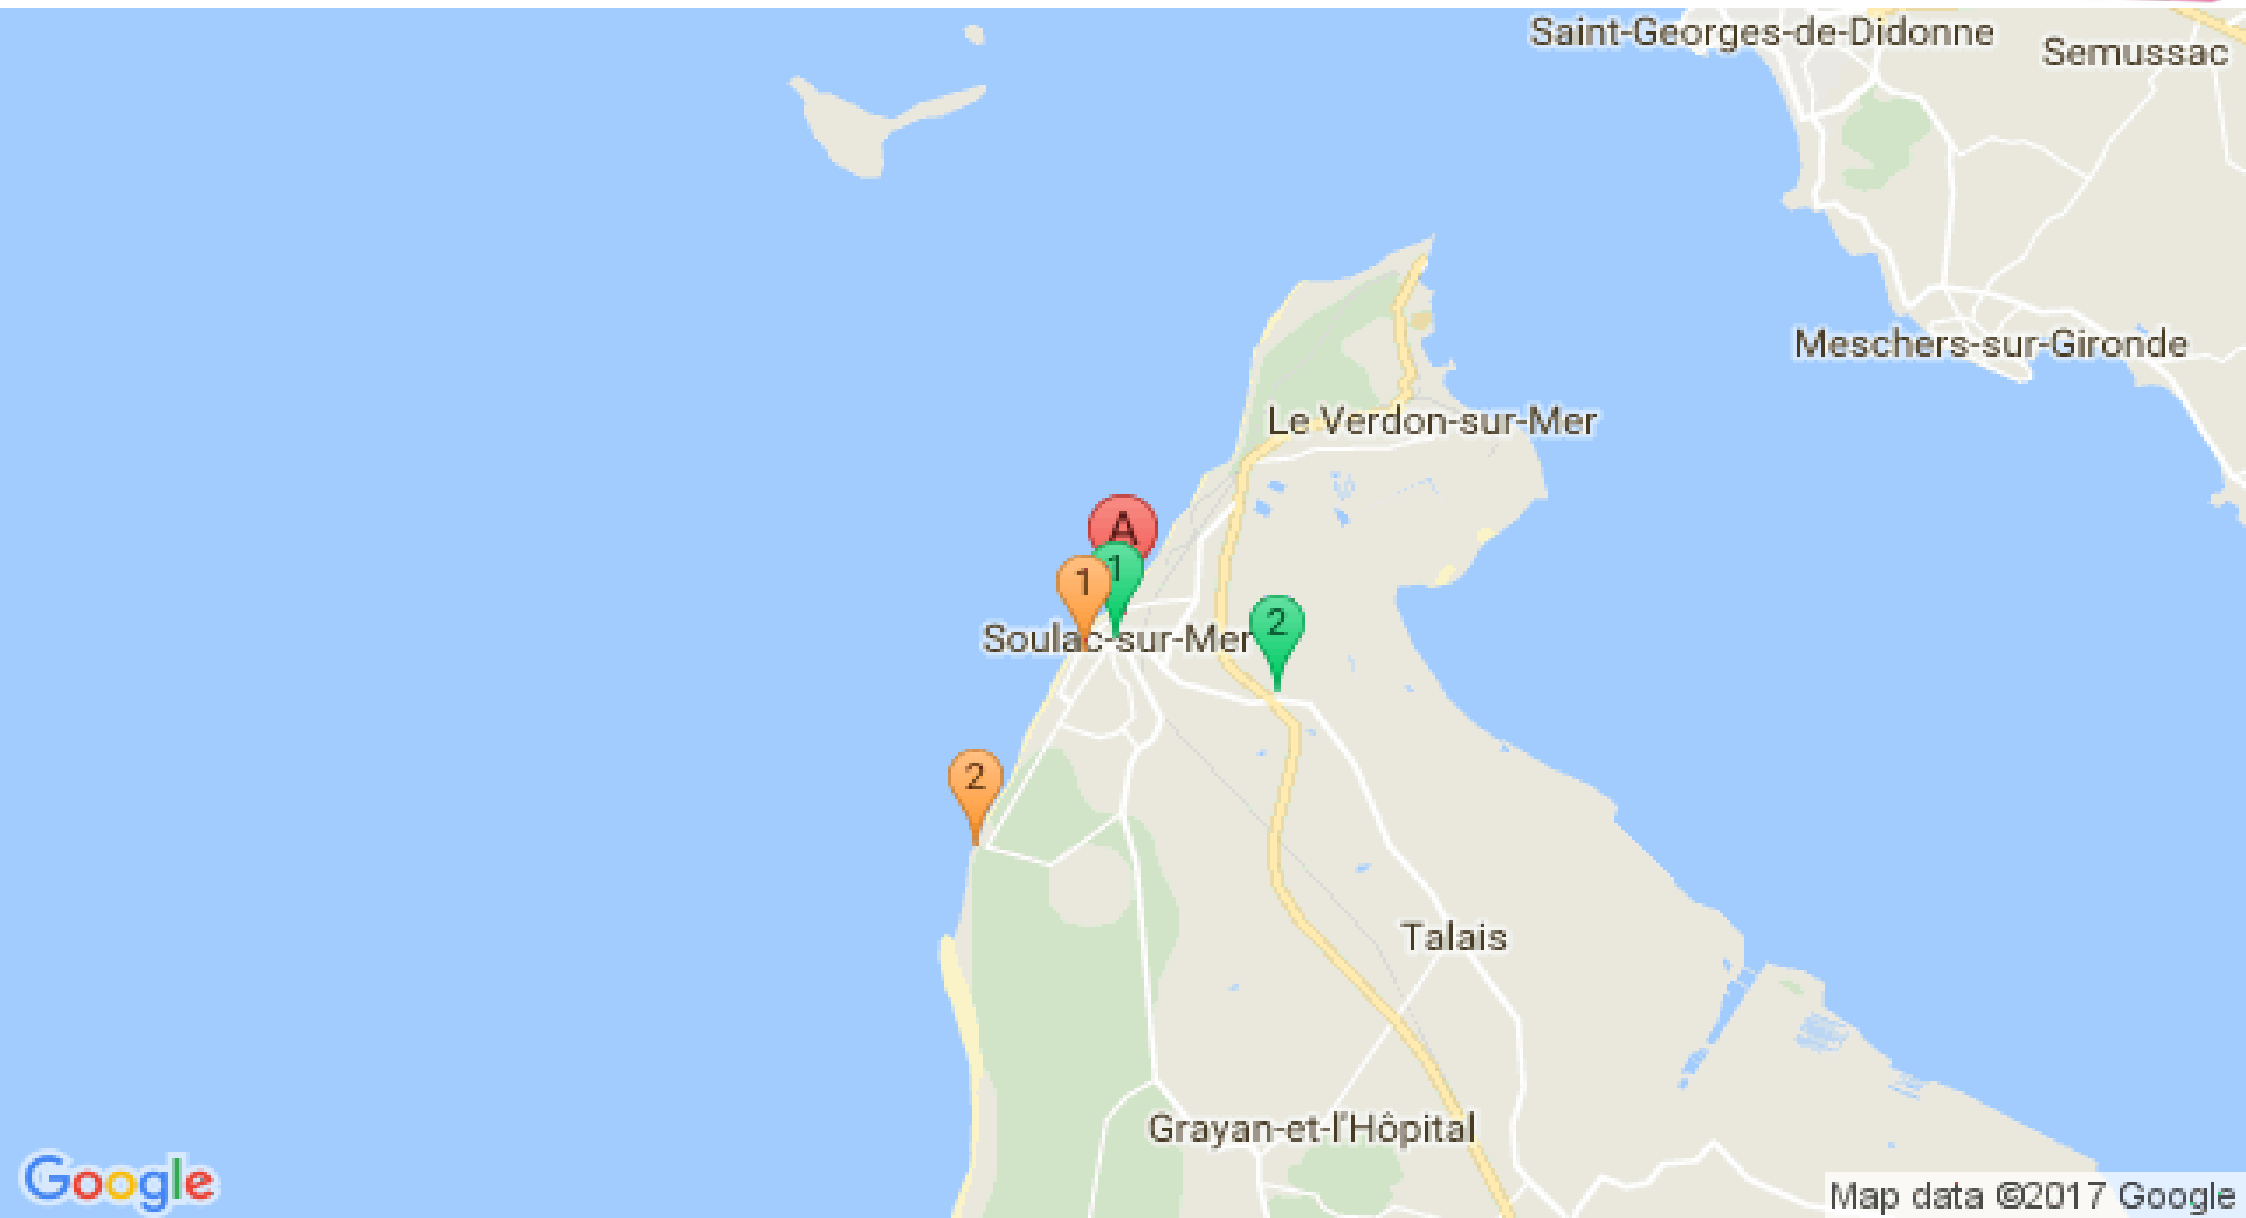 Saint-Georges-de-Didonne
Semussac
Meschers-sur-Gironde
Le Verdon-sur-Mer
A
1
1
2
Soulac-sur-Mer
2
Talais
Grayan-et-l'Hôpital
Google
Map data ©2017 Google